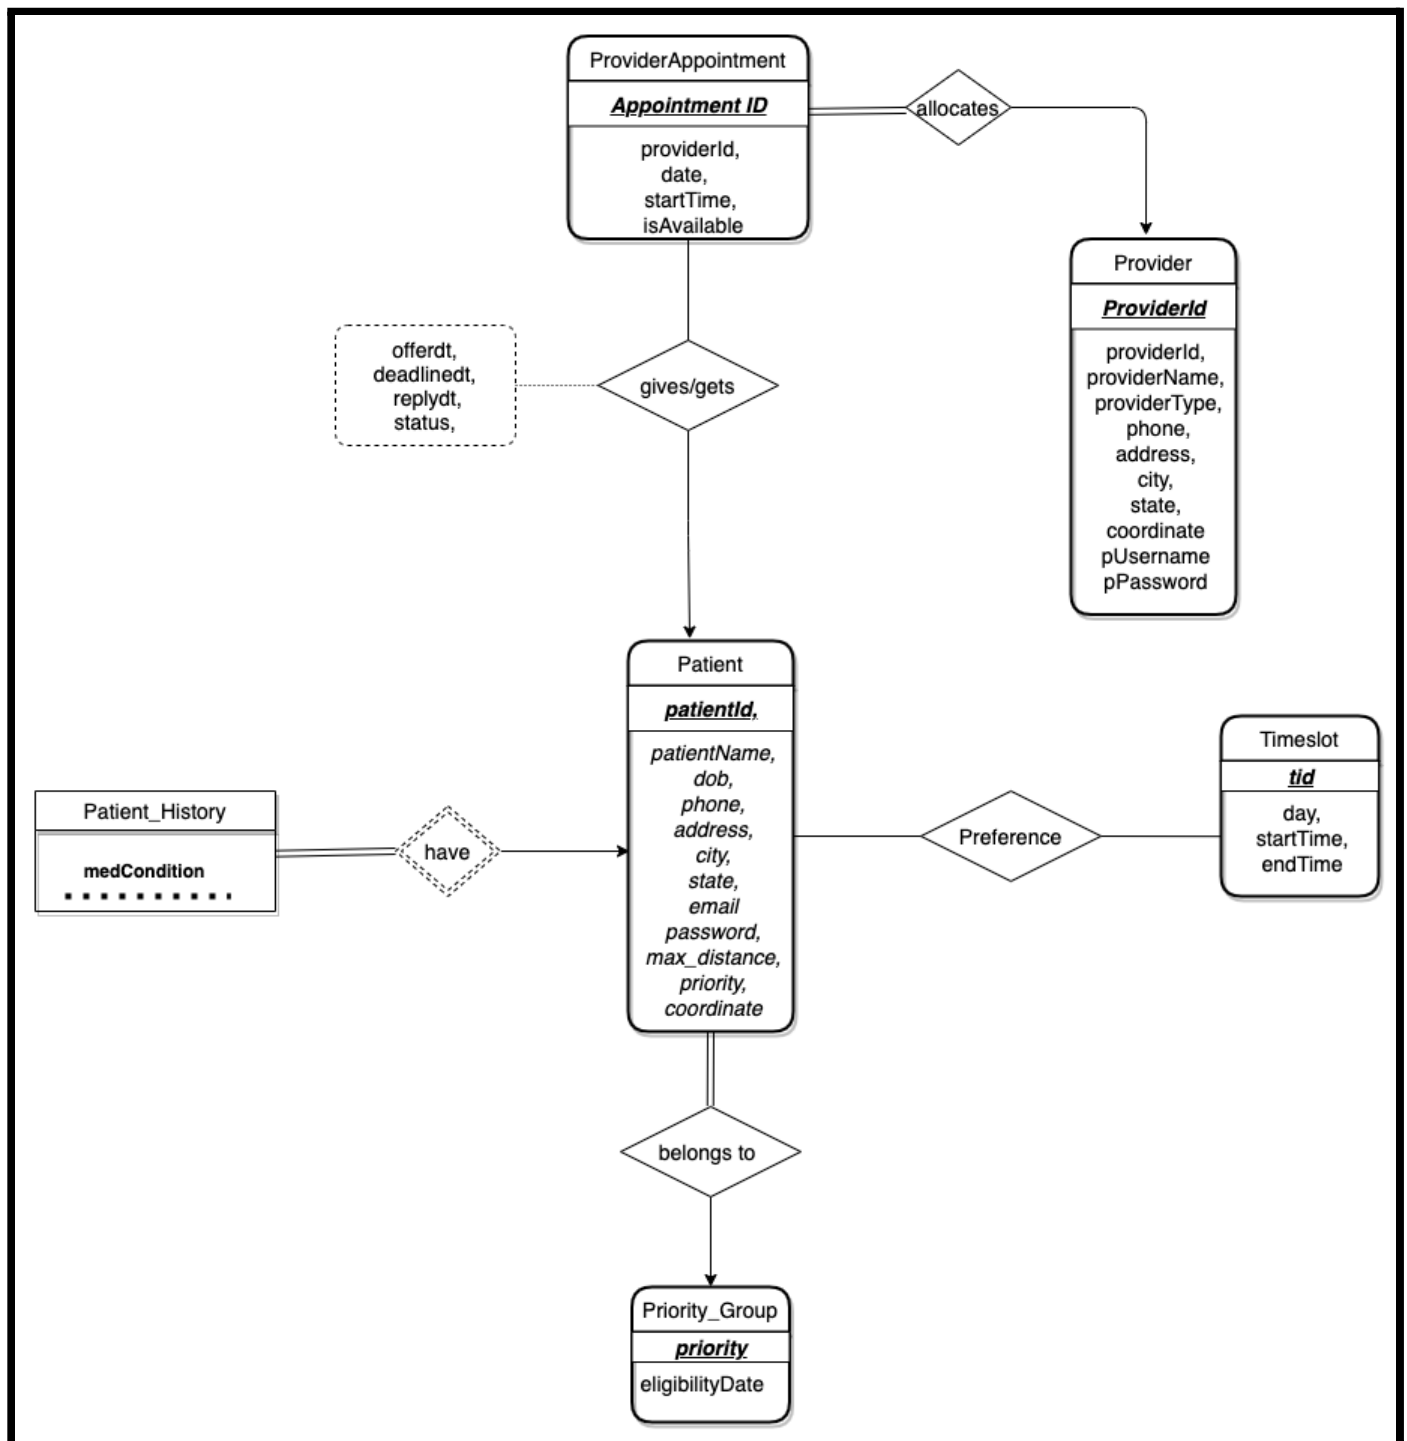 ProviderAppointment
Appointment ID
providerId,
date,
startTime,
isAvailable
allocates
Provider
ProviderId
providerId,
providerName,
providerType,
phone,
address,
city,
state,
coordinate
pUsername
pPassword
offerdt,
deadlinedt,
replydt,
status,
gives/gets
Patient
patientId,
patientName,
dob,
phone,
address,
city,
state,
email
password,
max_distance,
priority,
coordinate
Patient_History
medCondition
have
Preference
Timeslot
tid
day,
startTime,
endTime
belongs to
Priority_Group
priority
eligibilityDate